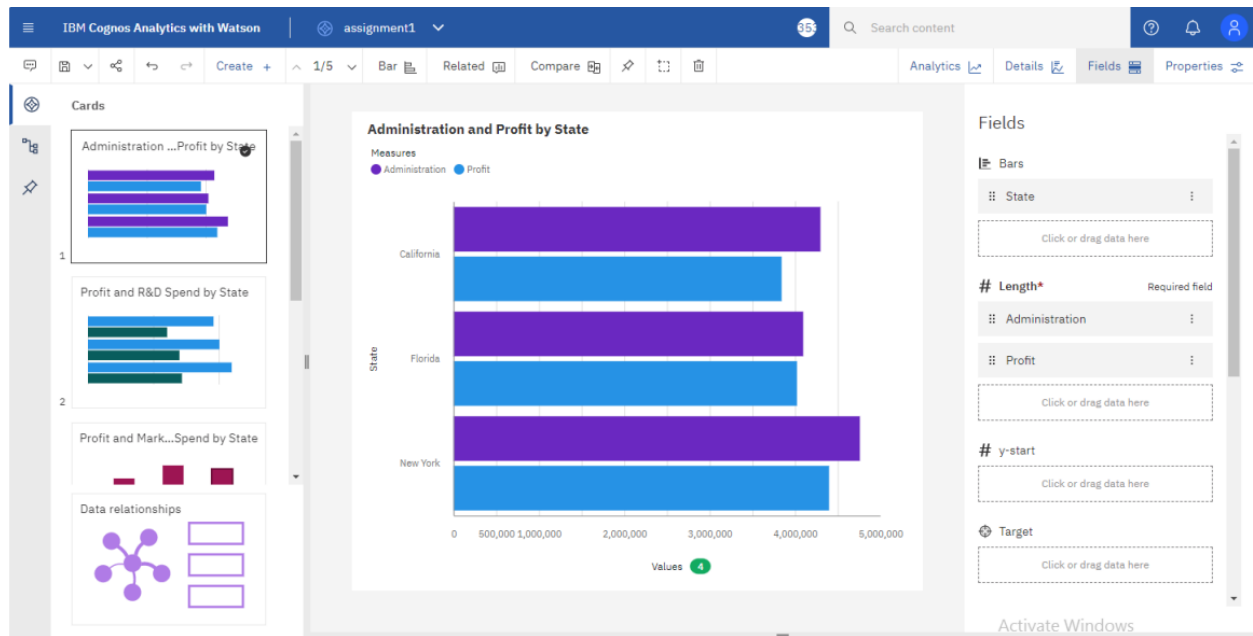 IBM Cognos Analytics with Watson
assignment1
353
Search content
Create +
1/5
Bar
Related
Compare
Analytics
Details
Fields
Properties
Cards
Administration ...Profit by State
1
Profit and R&D Spend by State
2
Profit and Mark...Spend by State
Data relationships
Administration and Profit by State
Measures
Administration Profit
State
California
Florida
New York
0 500,000 1,000,000 2,000,000 3,000,000 4,000,000 5,000,000
Values 4
Fields
Bars
State
Click or drag data here
# Length* Required field
Administration
Profit
Click or drag data here
# y-start
Click or drag data here
Target
Click or drag data here
Activate Windows